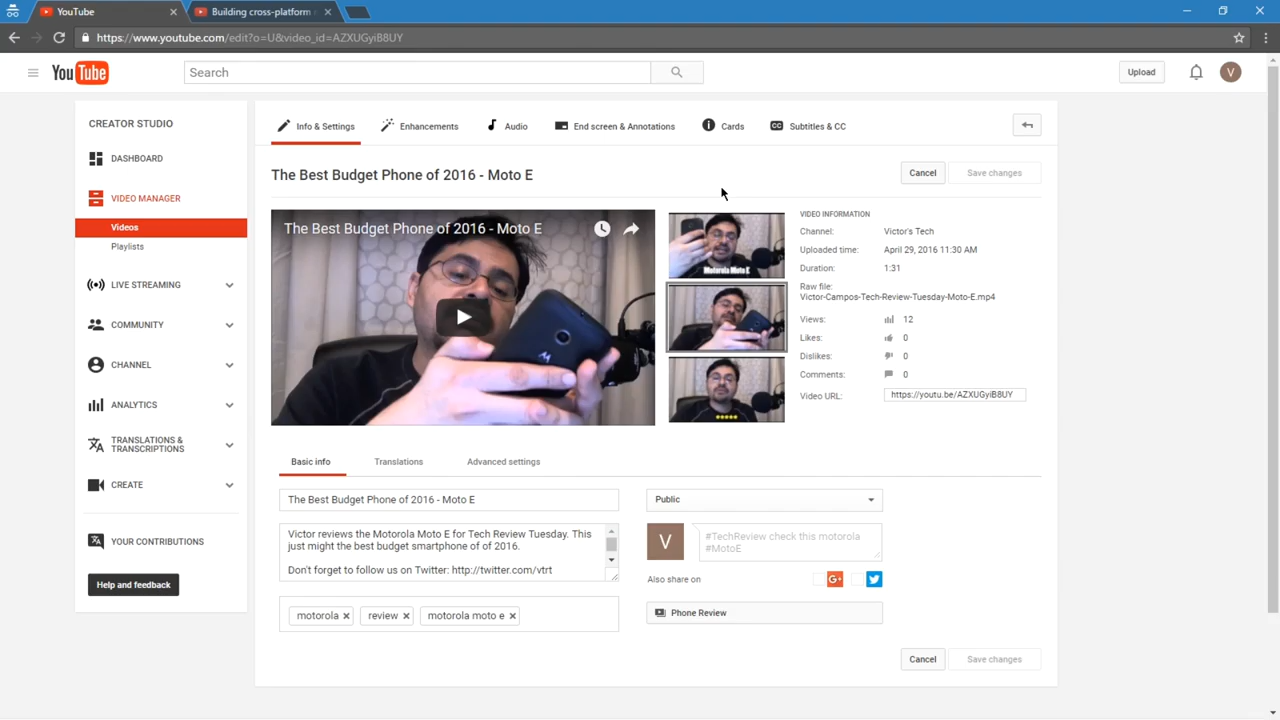 YouTube
Building cross-platform
https://www.youtube.com/edit?o=U&video_id=AZXUGyiB8UY
YouTube
Search
Upload
V
CREATOR STUDIO
DASHBOARD
VIDEO MANAGER
Videos
Playlists
LIVE STREAMING
COMMUNITY
CHANNEL
ANALYTICS
TRANSLATIONS &
TRANSCRIPTIONS
CREATE
YOUR CONTRIBUTIONS
Help and feedback
Info & Settings
Enhancements
Audio
End screen & Annotations
Cards
CC Subtitles & CC
The Best Budget Phone of 2016 - Moto E
Cancel
Save changes
The Best Budget Phone of 2016 - Moto E
Motorola Moto E
VIDEO INFORMATION
Channel: Victor's Tech
Uploaded time: April 29, 2016 11:30 AM
Duration: 1:31
Raw file:
Victor-Campos-Tech-Review-Tuesday-Moto-E.mp4
Views: 12
Likes: 0
Dislikes: 0
Comments: 0
Video URL: https://youtu.be/AZXUGyiB8UY
Basic info
Translations
Advanced settings
The Best Budget Phone of 2016 - Moto E
Victor reviews the Motorola Moto E for Tech Review Tuesday. This
just might the best budget smartphone of of 2016.
Don't forget to follow us on Twitter: http://twitter.com/vtrt
motorola
review
motorola moto e
Public
V
#TechReview check this motorola
#MotoE
Also share on
G+
Phone Review
Cancel
Save changes